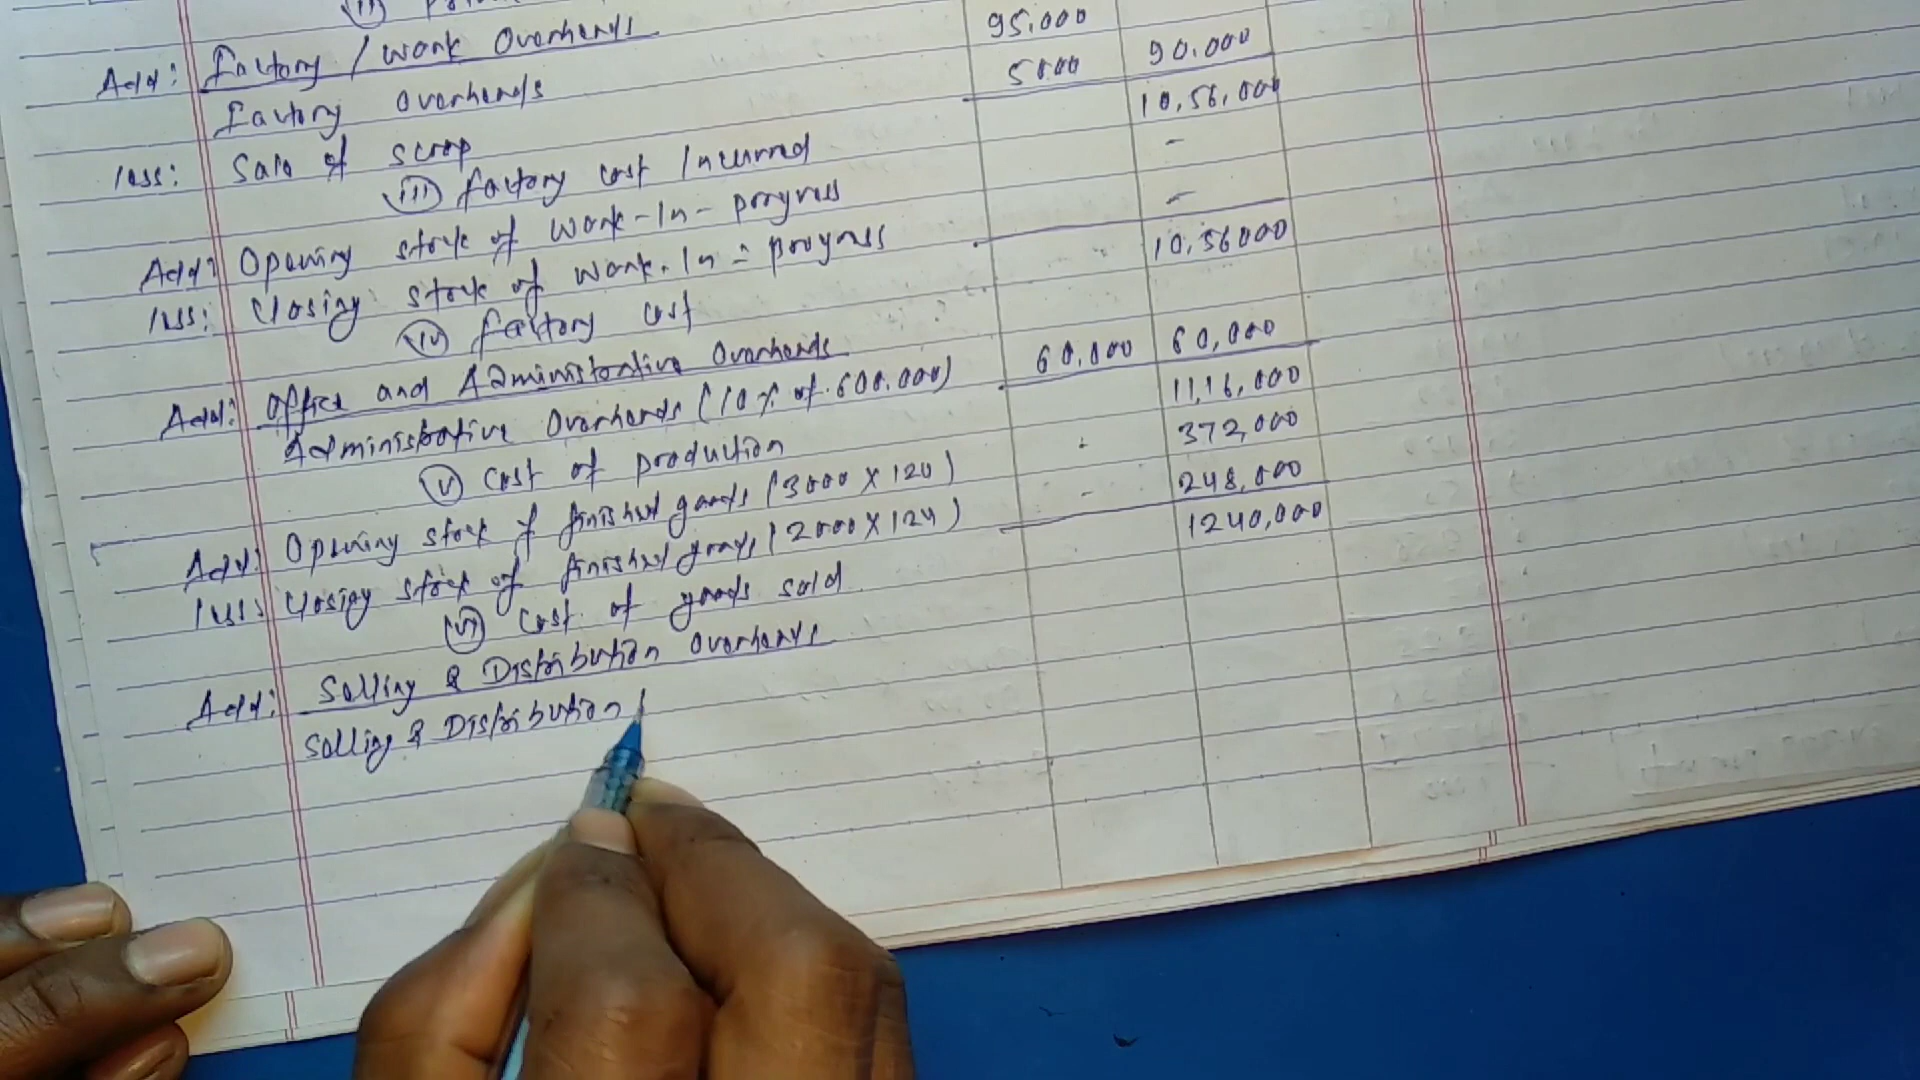 95,000
Add: Factory / Work Overheads
Factory Overheads 5000 90,000
less: Sale of scrap 10,56,000
(iii) Factory cost Incurred -
Add: Opening stock of Work-In-progress -
less: Closing stock of Work-In-progress 10,56000
(iv) Factory cost
Add: Office and Administrative Overheads
Administrative Overheads (10% of 600.000) 60,000 60,000
(v) Cost of production 11,16,000
Add: Opening stock of finished goods (3000 X 120) 372,000
less: Closing stock of finished goods (2000 X 124) 248,000
(vi) Cost of goods sold 1240,000
Add: Selling & Distribution Overheads
Selling & Distribution